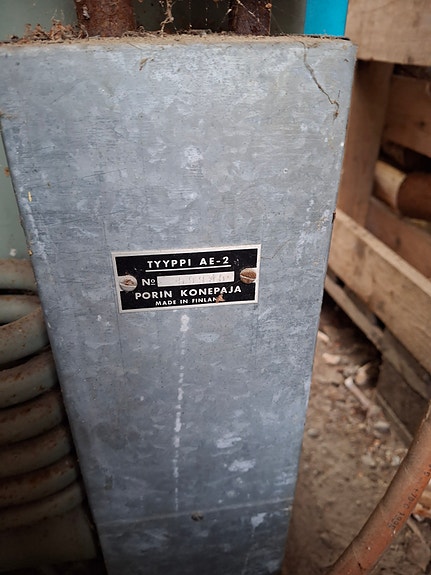 TYYPPI AE-2
No
PORIN KONEPAJA
MADE IN FINLAND